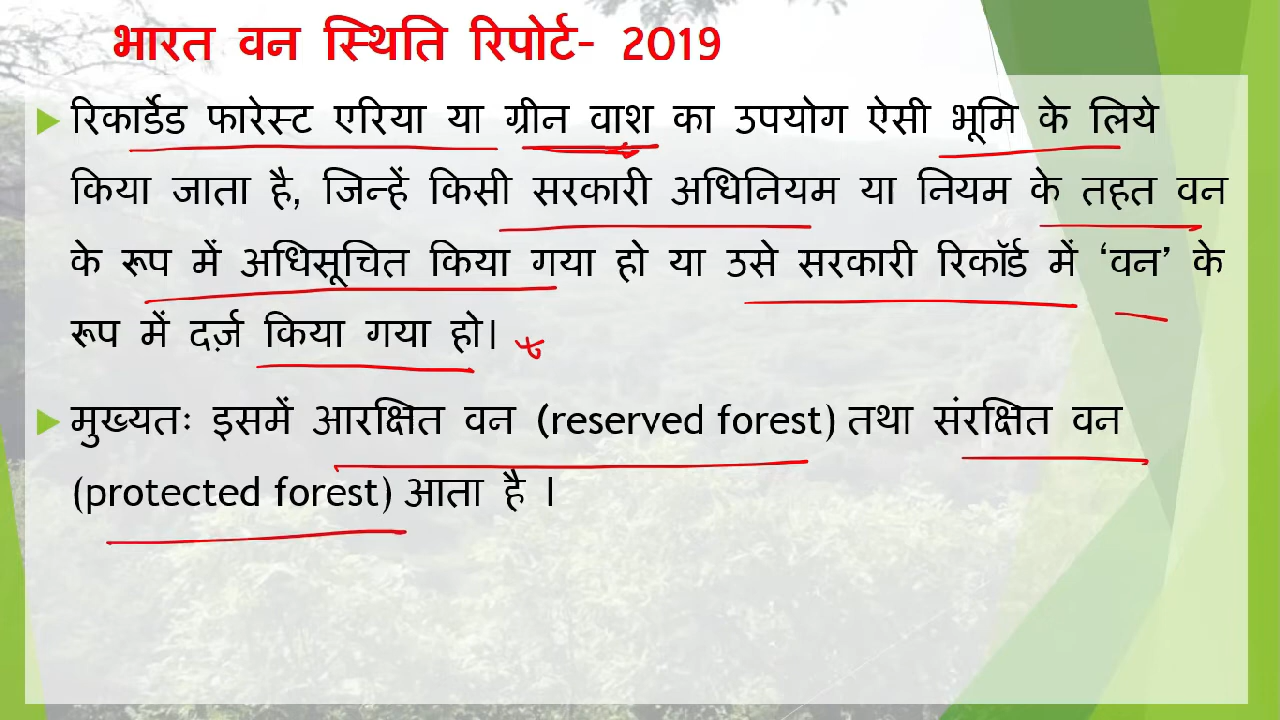 भारत वन स्थिति रिपोर्ट- 2019
रिकार्डेड फारेस्ट एरिया या ग्रीन वाश का उपयोग ऐसी भूमि के लिये
किया जाता है, जिन्हें किसी सरकारी अधिनियम या नियम के तहत वन
के रूप में अधिसूचित किया गया हो या उसे सरकारी रिकॉर्ड में ‘वन’ के
रूप में दर्ज़ किया गया हो।
मुख्यतः इसमें आरक्षित वन (reserved forest) तथा संरक्षित वन
(protected forest) आता है ।